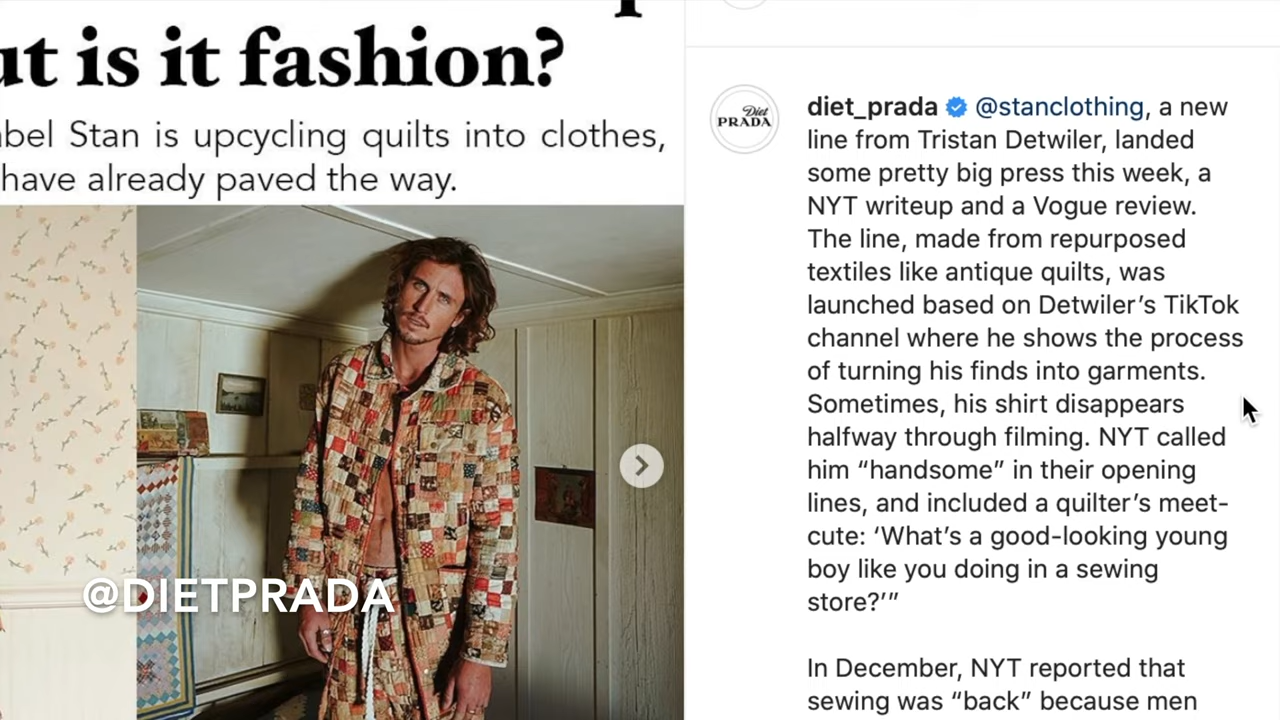 ut is it fashion?
abel Stan is upcycling quilts into clothes,
have already paved the way.
@DIETPRADA
Diet
PRADA
diet_prada @stanclothing, a new
line from Tristan Detwiler, landed
some pretty big press this week, a
NYT writeup and a Vogue review.
The line, made from repurposed
textiles like antique quilts, was
launched based on Detwiler’s TikTok
channel where he shows the process
of turning his finds into garments.
Sometimes, his shirt disappears
halfway through filming. NYT called
him “handsome” in their opening
lines, and included a quilter’s meet-
cute: ‘What’s a good-looking young
boy like you doing in a sewing
store?’”
In December, NYT reported that
sewing was “back” because men